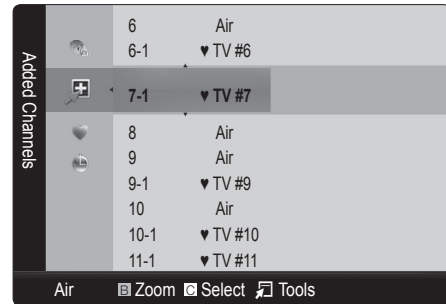 Added Channels
6 Air
6-1 ♥ TV #6
7-1 ♥ TV #7
8 Air
9 Air
9-1 ♥ TV #9
10 Air
10-1 ♥ TV #10
11-1 ♥ TV #11
Air B Zoom C Select Tools